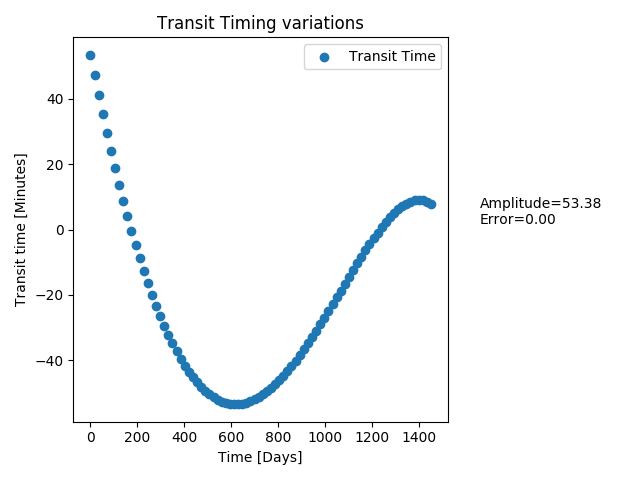 Transit Timing variations
Transit Time
Transit time [Minutes]
40
20
0
−20
−40
0
200
400
600
800
1000
1200
1400
Time [Days]
Amplitude=53.38
Error=0.00